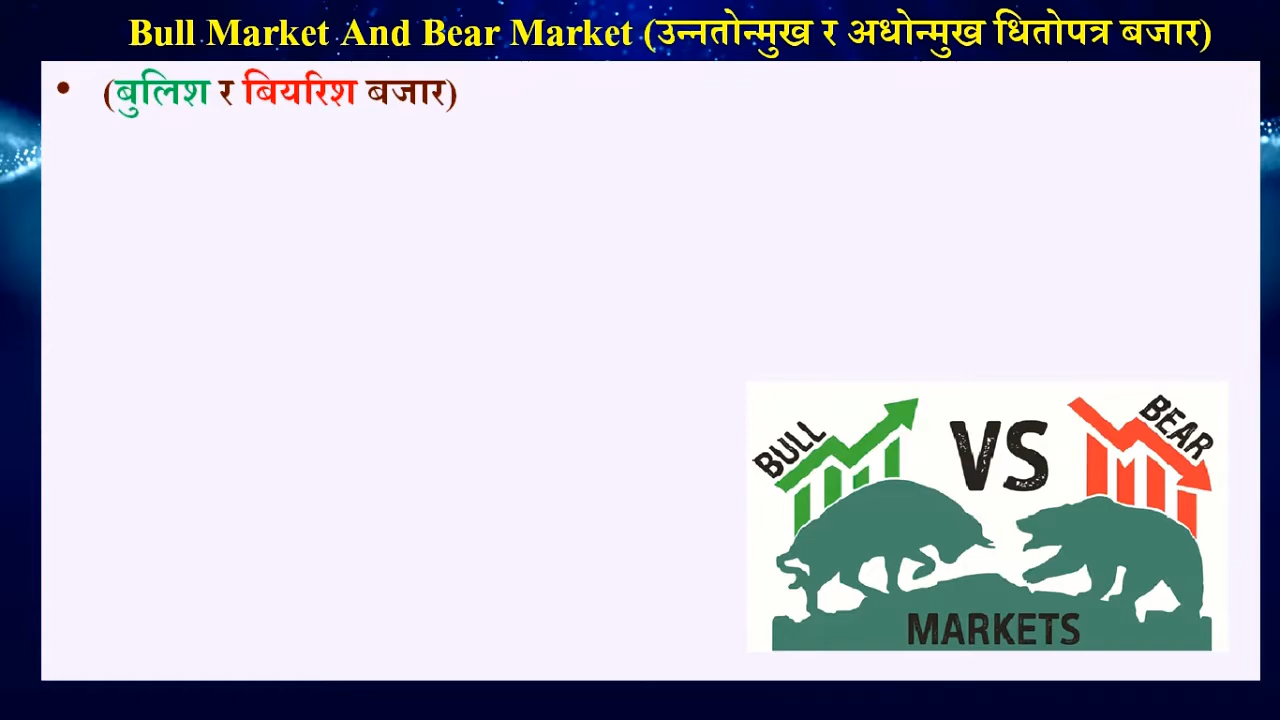 Bull Market And Bear Market (उन्नतोन्मुख र अधोन्मुख धितोपत्र बजार)
• (बुलिश र बियरिश बजार)
BULL
VS
BEAR
MARKETS